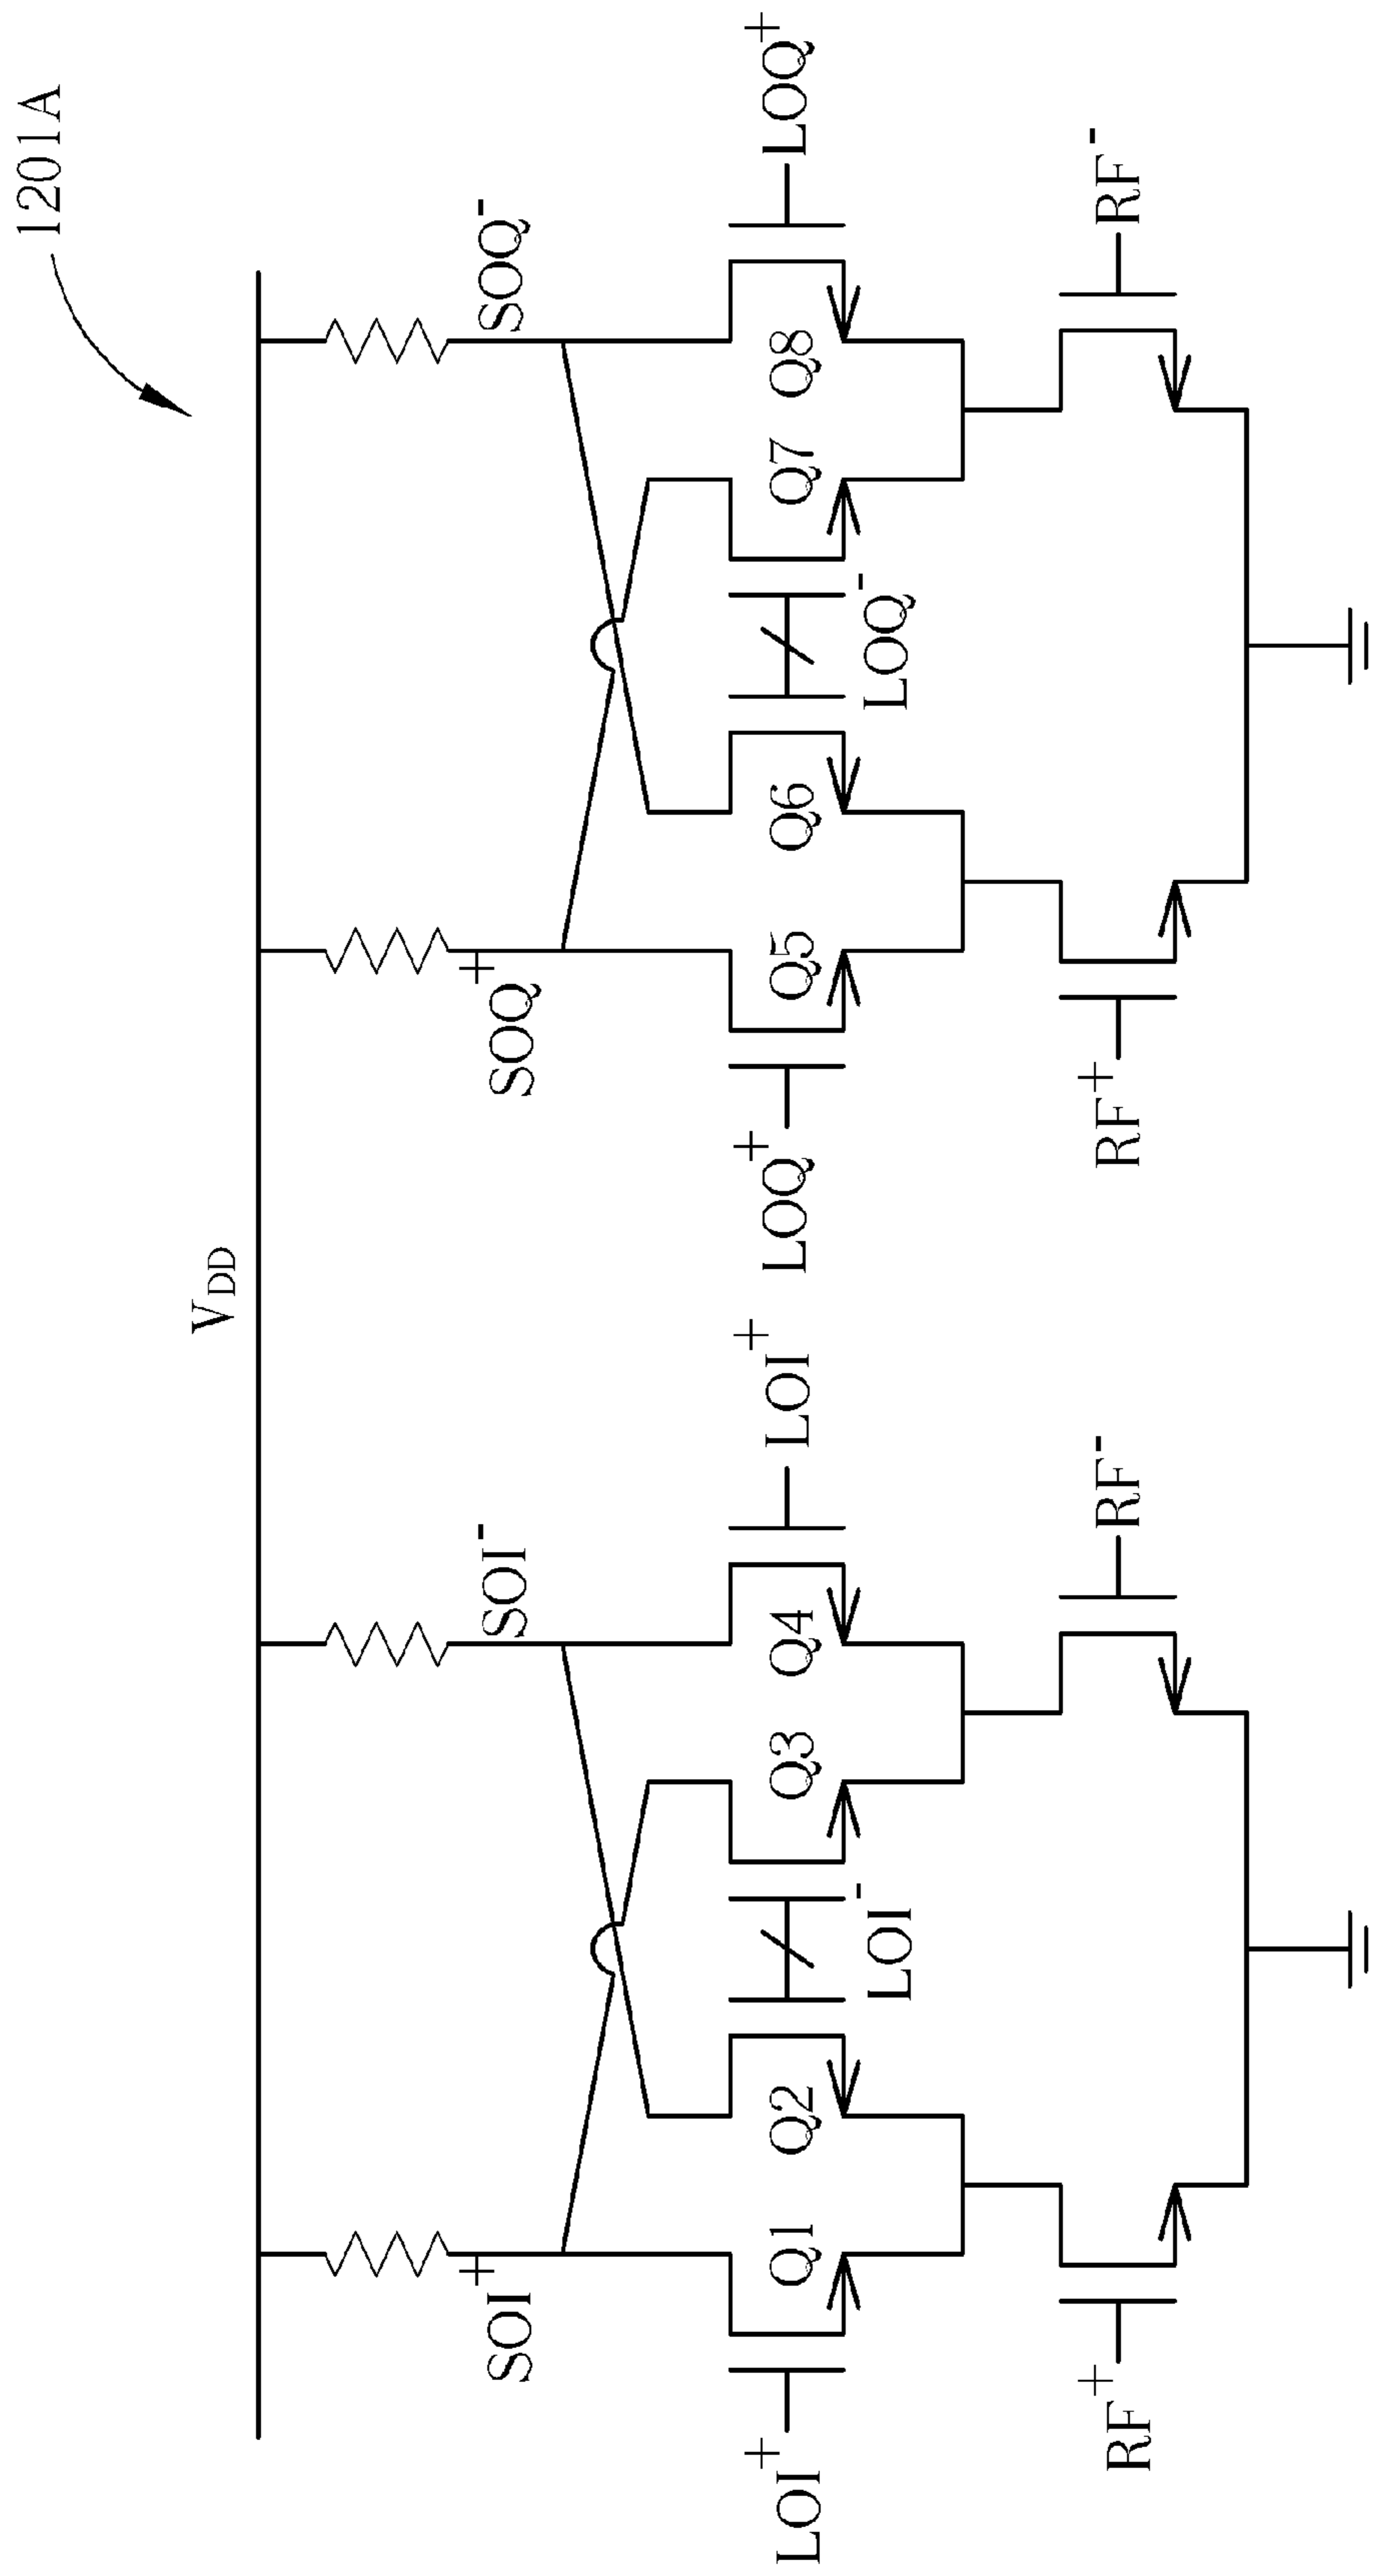 1201A
V_DD
SOI⁺
SOI⁻
SOQ⁺
SOQ⁻
LOI⁺
Q1
Q2
LOI⁻
Q3
Q4
LOI⁺
LOQ⁺
Q5
Q6
LOQ⁻
Q7
Q8
LOQ⁺
RF⁺
RF⁻
RF⁺
RF⁻